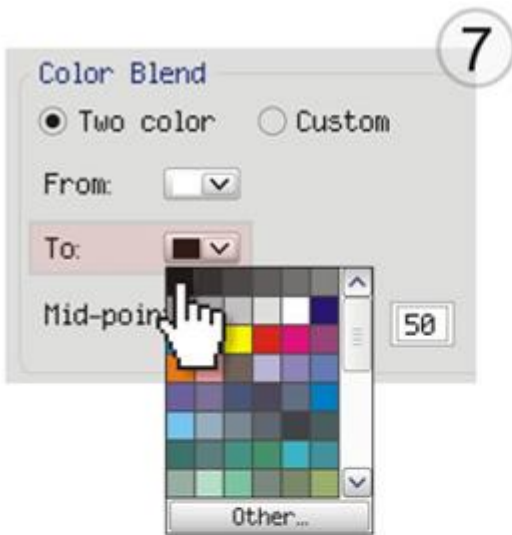 7
Color Blend
Two color Custom
From:
To:
Mid-poin 50
Other...